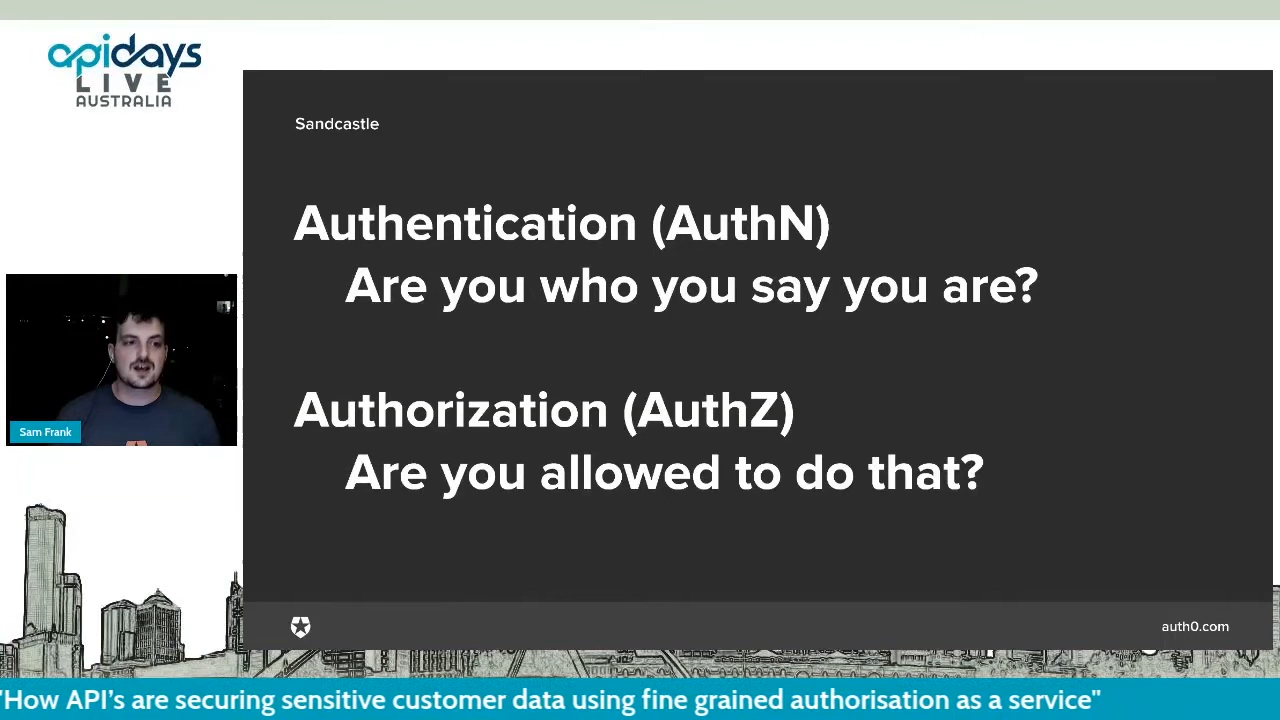 apidays
LIVE
AUSTRALIA
Sandcastle
Authentication (AuthN)
Are you who you say you are?
Authorization (AuthZ)
Are you allowed to do that?
Sam Frank
auth0.com
"How API's are securing sensitive customer data using fine grained authorisation as a service"